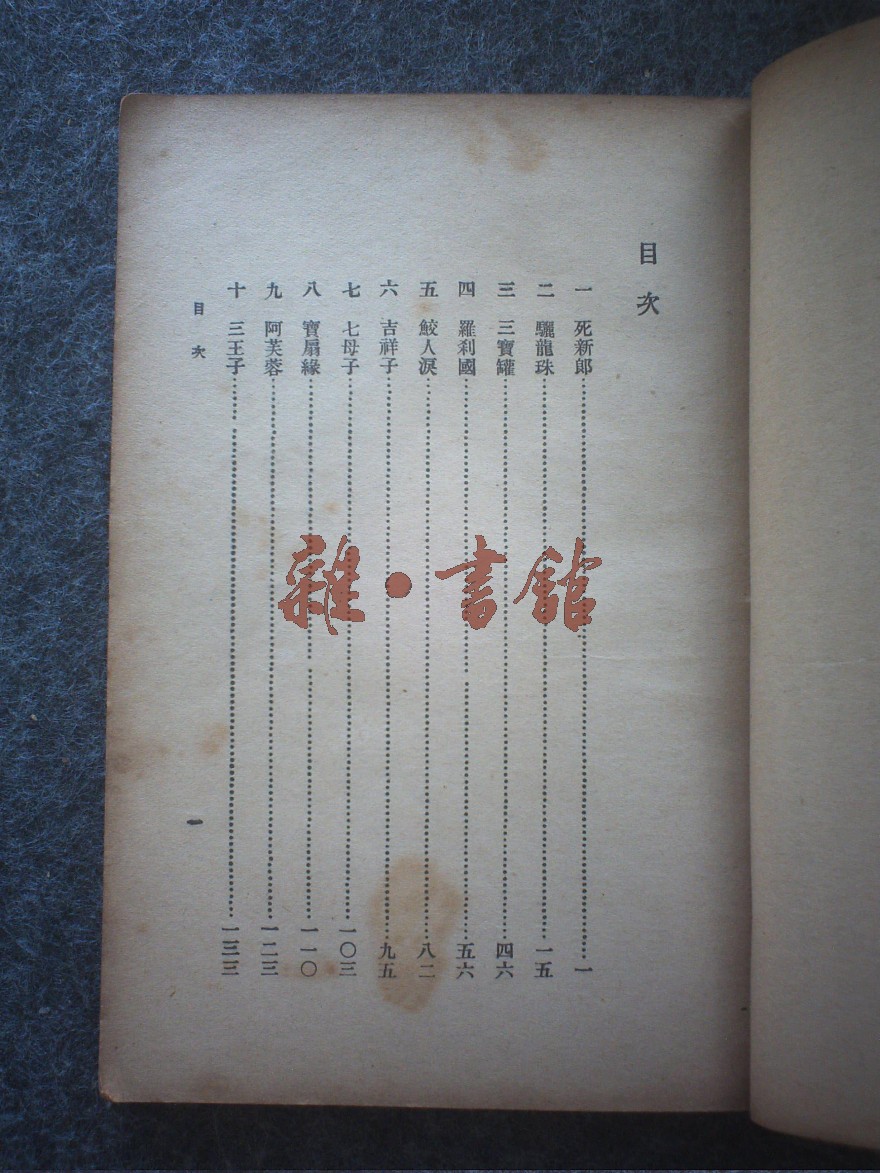 目次
一 死新郎……一
二 驪龍珠……一五
三 三寶罐……四六
四 羅刹國……五六
五 鮫人淚……八二
六 吉祥子……九五
七 七母子……一〇三
八 寶扇緣……一一〇
九 阿芙蓉……一二三
十 三王子……一三三
目次
一
雜·書館